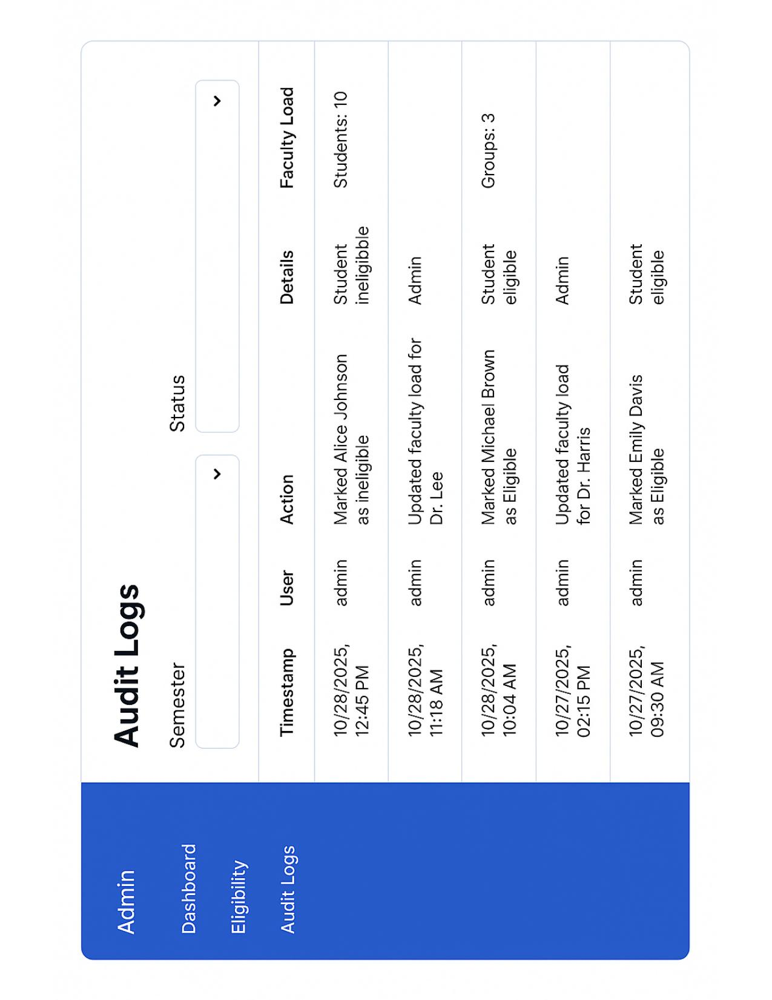 Admin
Dashboard
Eligibility
Audit Logs
Audit Logs
Semester
Status
Timestamp User Action Details Faculty Load
10/28/2025, admin Marked Alice Johnson Student Students: 10
12:45 PM as ineligible ineligibble
10/28/2025, admin Updated faculty load for Admin
11:18 AM Dr. Lee
10/28/2025, admin Marked Michael Brown Student Groups: 3
10:04 AM as Eligible eligible
10/27/2025, admin Updated faculty load Admin
02:15 PM for Dr. Harris
10/27/2025, admin Marked Emily Davis Student
09:30 AM as Eligible eligible